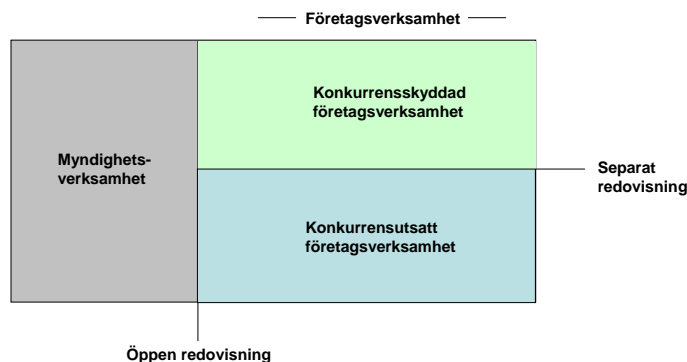 Företagsverksamhet
Konkurrensskyddad
företagsverksamhet
Myndighets-
verksamhet
Separat
redovisning
Konkurrensutsatt
företagsverksamhet
Öppen redovisning